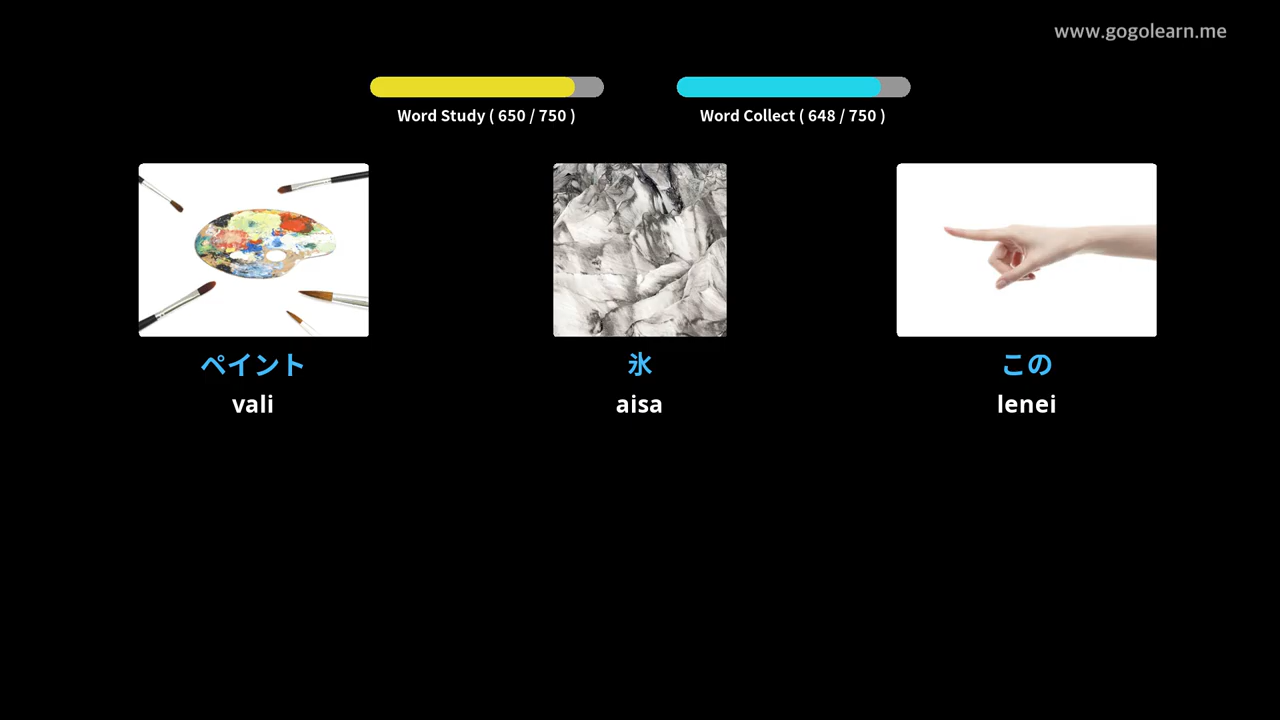 www.gogolearn.me
Word Study ( 650 / 750 )
Word Collect ( 648 / 750 )
ペイント
vali
氷
aisa
この
lenei